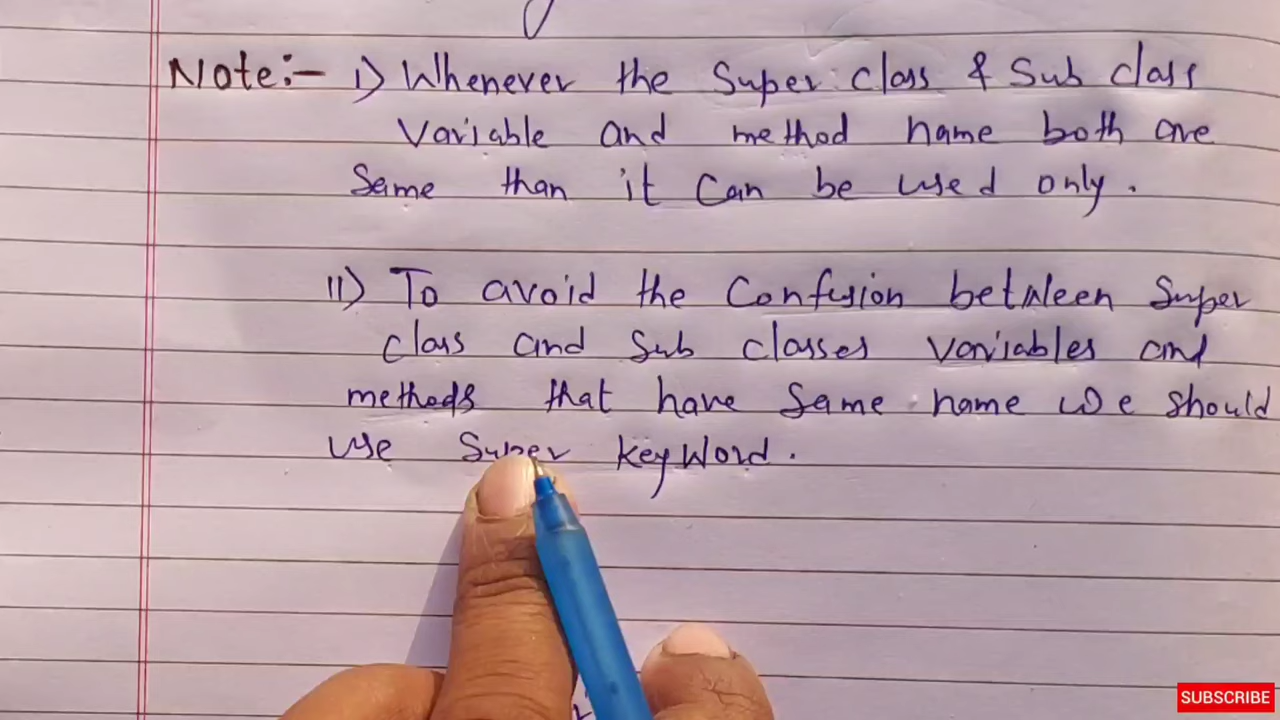 Note:- i) Whenever the Super class & Sub class
Variable and method name both are
Same than it Can be used only.
ii) To avoid the Confusion between Super
class and Sub classes variables and
methods that have Same name we should
use Super keyword.
SUBSCRIBE